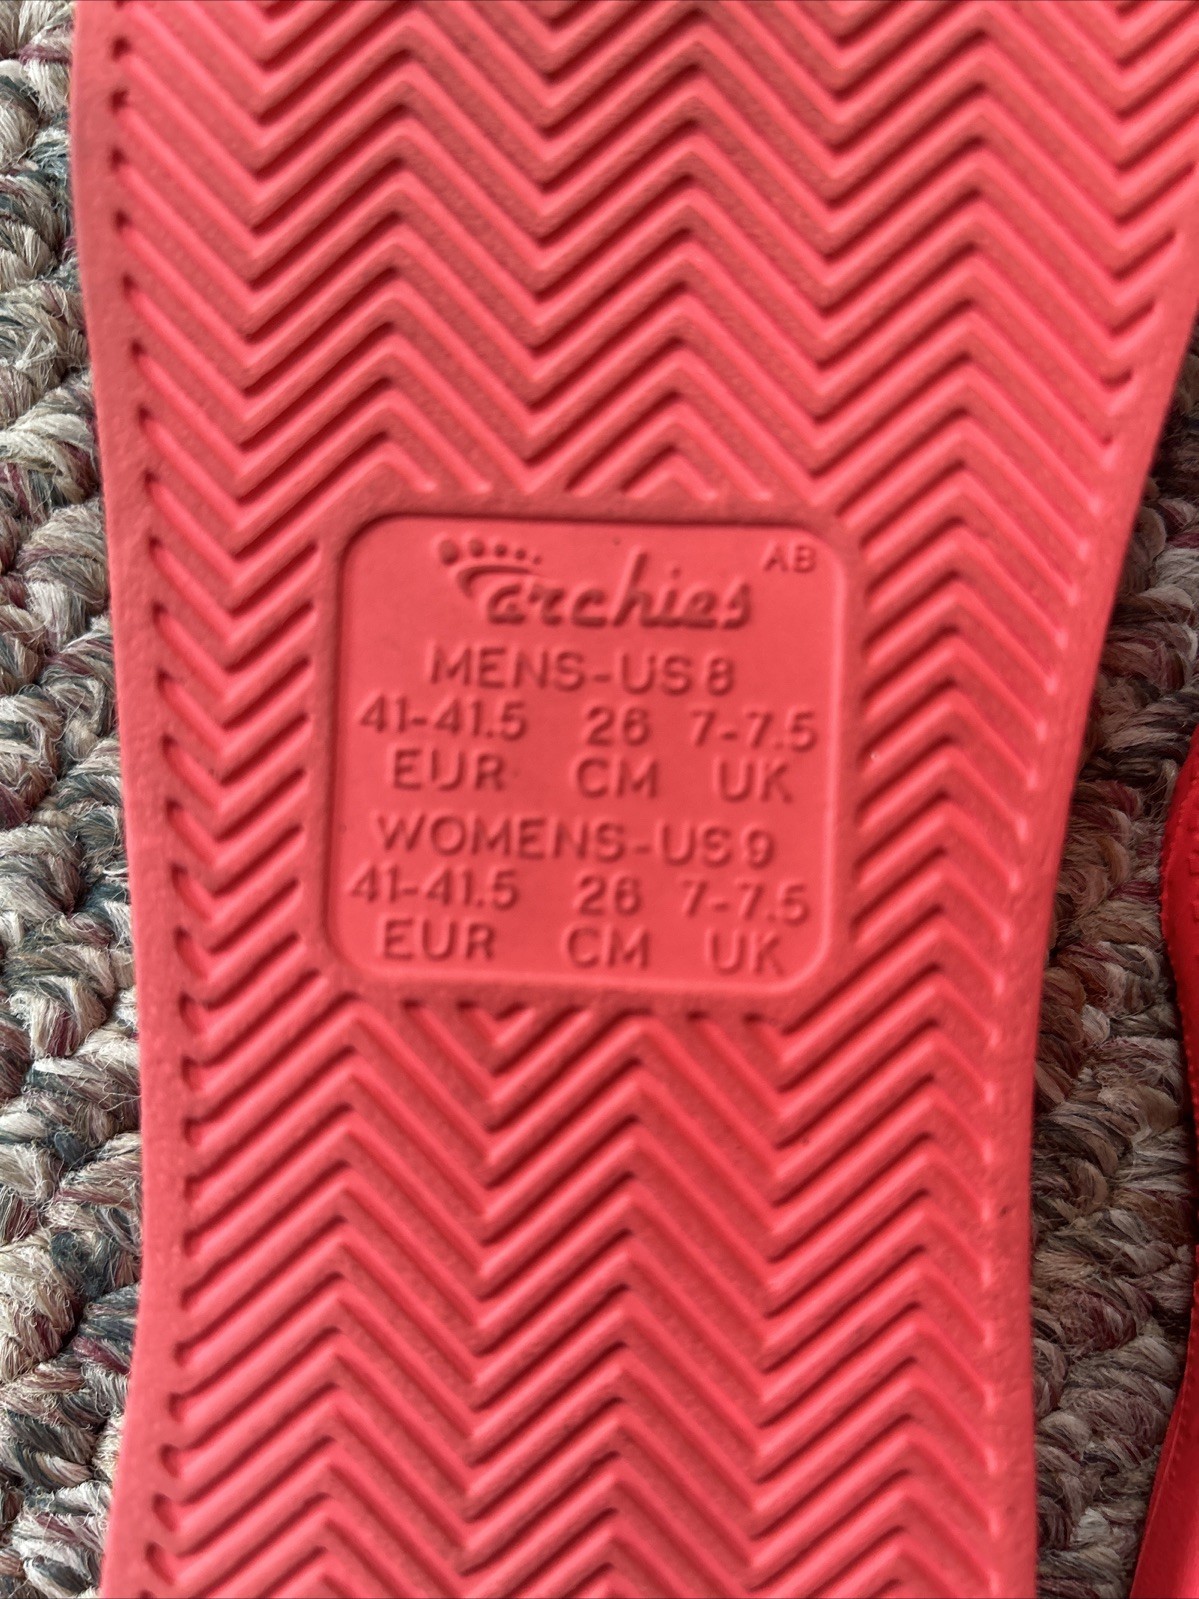 archies AB
MENS-US 8
41-41.5 26 7-7.5
EUR CM UK
WOMENS-US 9
41-41.5 26 7-7.5
EUR CM UK